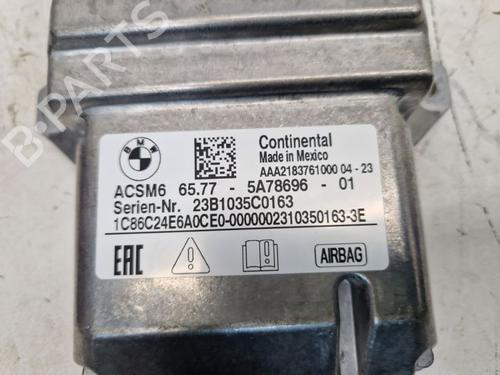 BMW
Continental
Made in Mexico
AAA2183761000 04 - 23
ACSM6 65.77 - 5A78696 - 01
Serien-Nr. 23B1035C0163
1C86C24E6A0CE0-0000002310350163-3E
EAC
AIRBAG
B-Parts